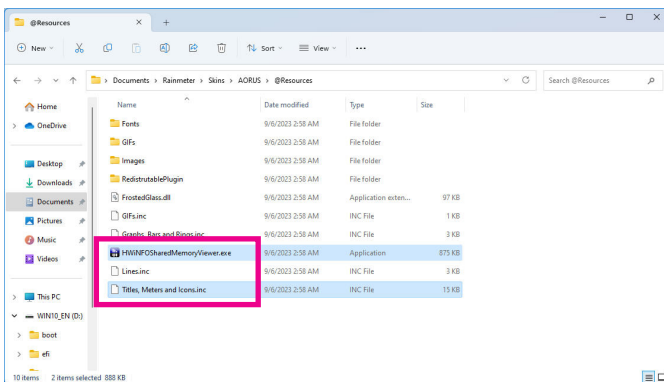 @Resources
New
Sort
View
Documents > Rainmeter > Skins > AORUS > @Resources
Search @Resources
Home
OneDrive
Desktop
Downloads
Documents
Pictures
Music
Videos
This PC
WIN10_EN (D:)
boot
efi
Name Date modified Type Size
Fonts 9/6/2023 2:58 AM File folder
GIFs 9/6/2023 2:58 AM File folder
Images 9/6/2023 2:58 AM File folder
RedistrutablePlugin 9/6/2023 2:58 AM File folder
FrostedGlass.dll 9/6/2023 2:58 AM Application exten... 97 KB
GIFs.inc 9/6/2023 2:58 AM INC File 1 KB
Graphs, Bars and Rings.inc 9/6/2023 2:58 AM INC File 3 KB
HWiNFOSharedMemoryViewer.exe 9/6/2023 2:58 AM Application 875 KB
Lines.inc 9/6/2023 2:58 AM INC File 3 KB
Titles, Meters and Icons.inc 9/6/2023 2:58 AM INC File 15 KB
10 items 2 items selected 888 KB